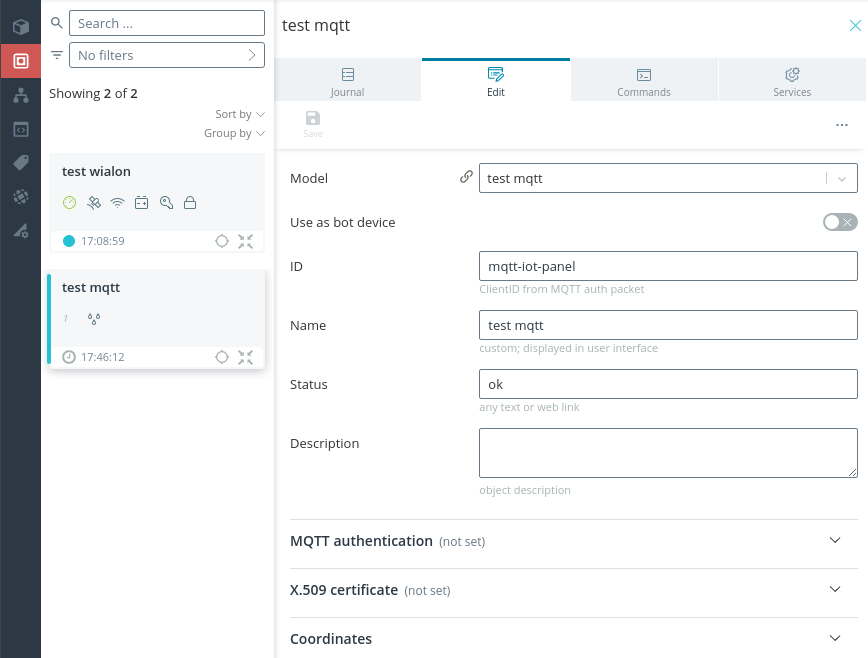 Search ...
No filters
Showing 2 of 2
Sort by
Group by
test wialon
17:08:59
test mqtt
1
17:46:12
test mqtt
Journal
Edit
Commands
Services
Save
...
Model
test mqtt
Use as bot device
ID
mqtt-iot-panel
ClientID from MQTT auth packet
Name
test mqtt
custom; displayed in user interface
Status
ok
any text or web link
Description
object description
MQTT authentication (not set)
X.509 certificate (not set)
Coordinates